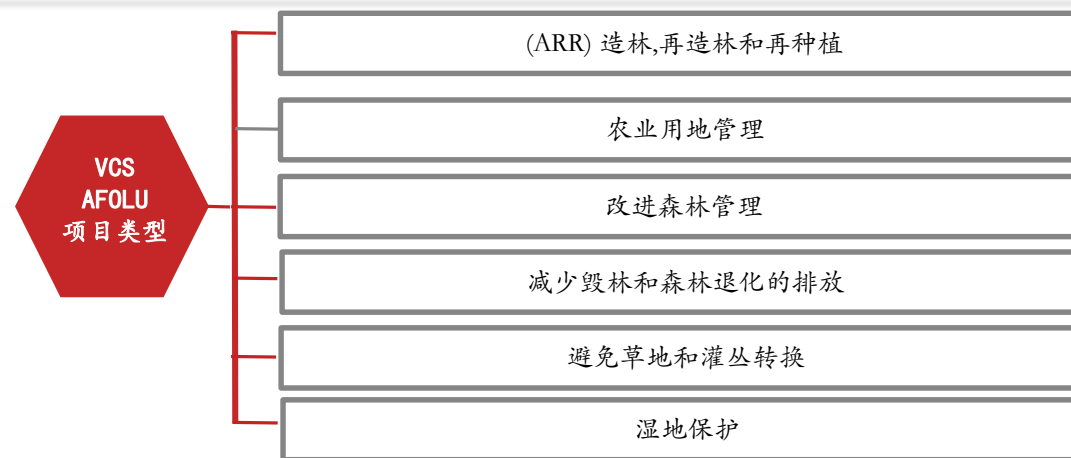 VCS
AFOLU
项目类型
(ARR) 造林,再造林和再种植
农业用地管理
改进森林管理
减少毁林和森林退化的排放
避免草地和灌丛转换
湿地保护